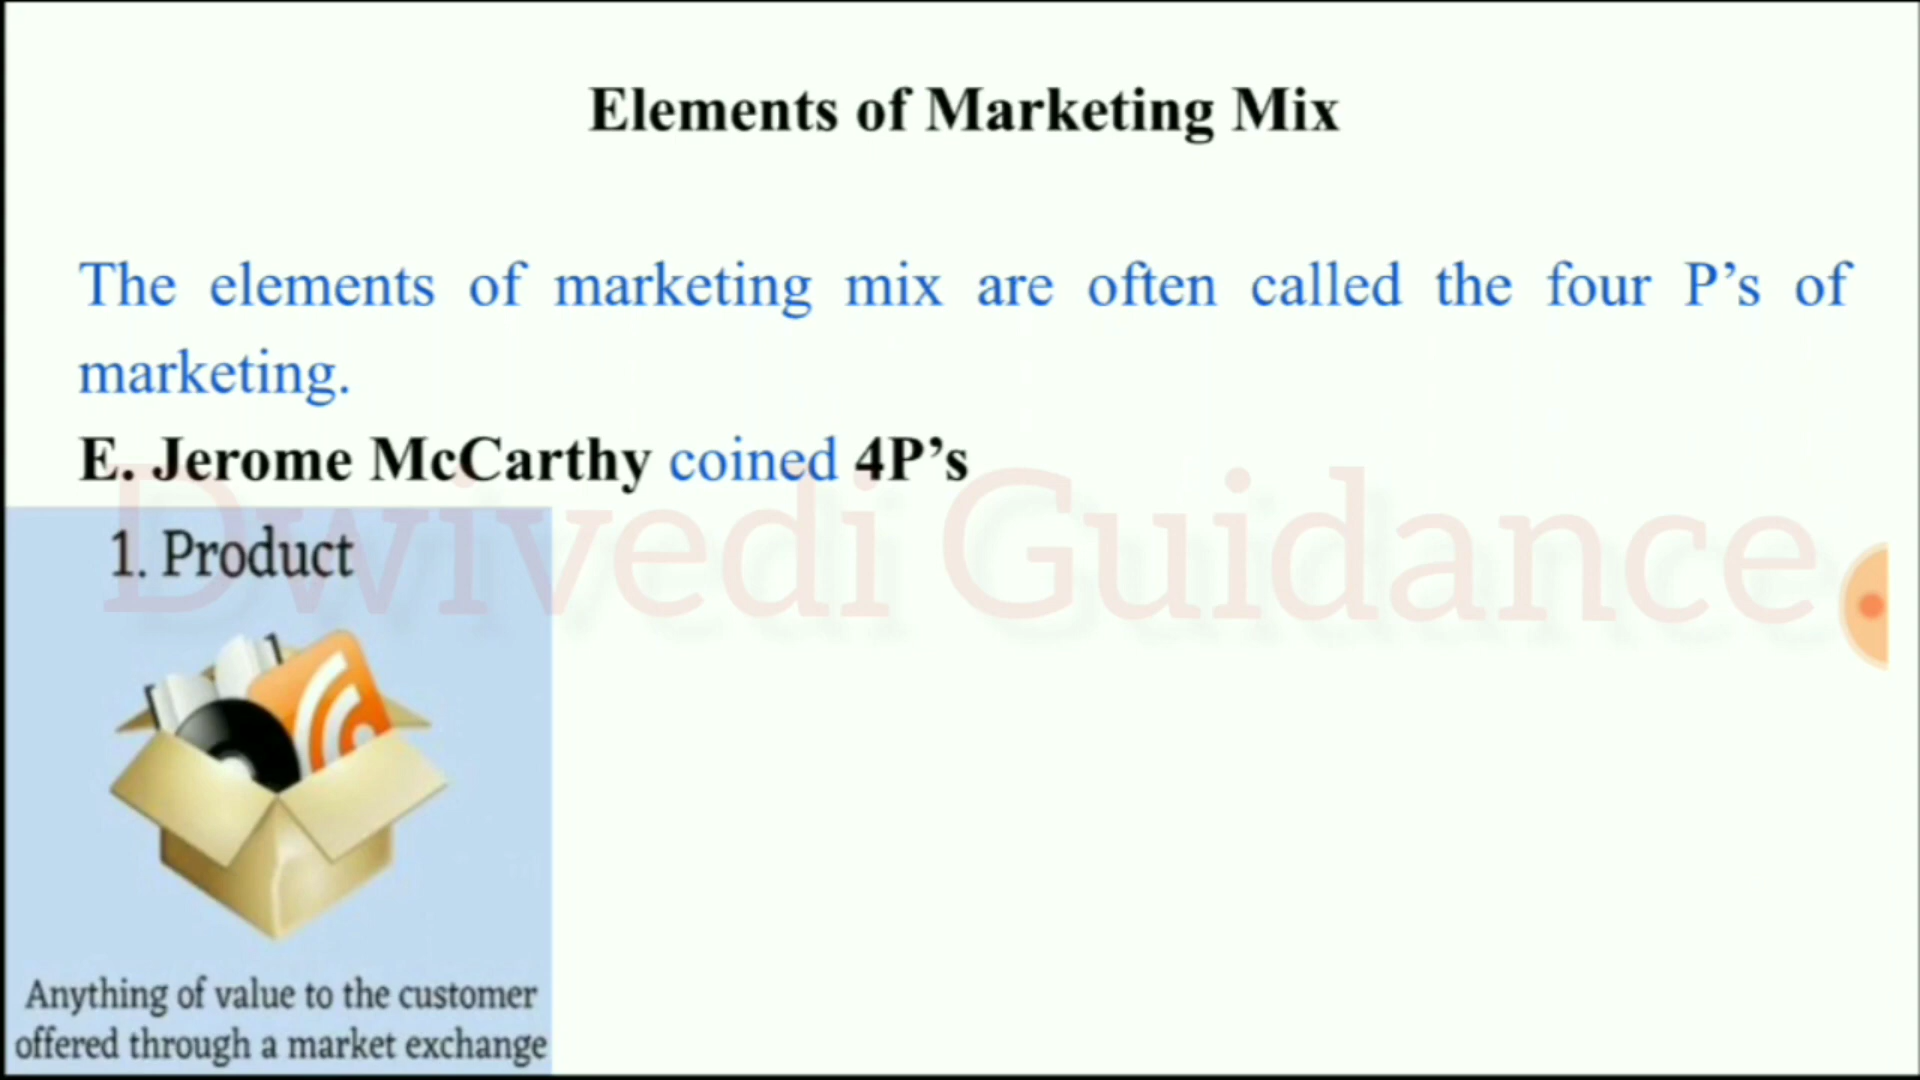 Elements of Marketing Mix
The elements of marketing mix are often called the four P’s of
marketing.
E. Jerome McCarthy coined 4P’s
Dwivedi Guidance
1. Product
Anything of value to the customer
offered through a market exchange